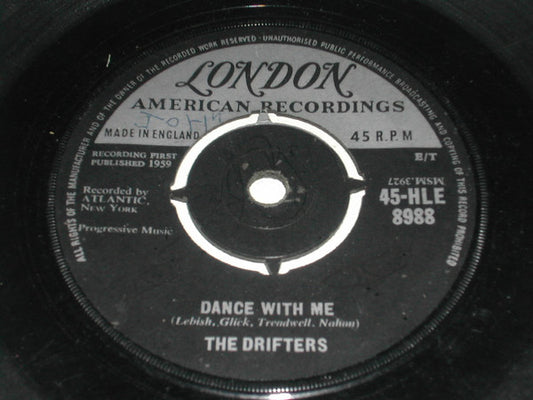 ALL RIGHTS OF THE MANUFACTURER AND OF THE OWNER OF THE RECORDED WORK RESERVED · UNAUTHORISED PUBLIC PERFORMANCE BROADCASTING AND COPYING OF THIS RECORD PROHIBITED
LONDON
AMERICAN RECORDINGS
MADE IN ENGLAND
45 R.P.M.
RECORDING FIRST
PUBLISHED 1959
E/T
MSM.3927
Recorded by
ATLANTIC,
NEW YORK
45-HLE
8988
Progressive Music
DANCE WITH ME
(Lebish, Glick, Treadwell, Nahan)
THE DRIFTERS